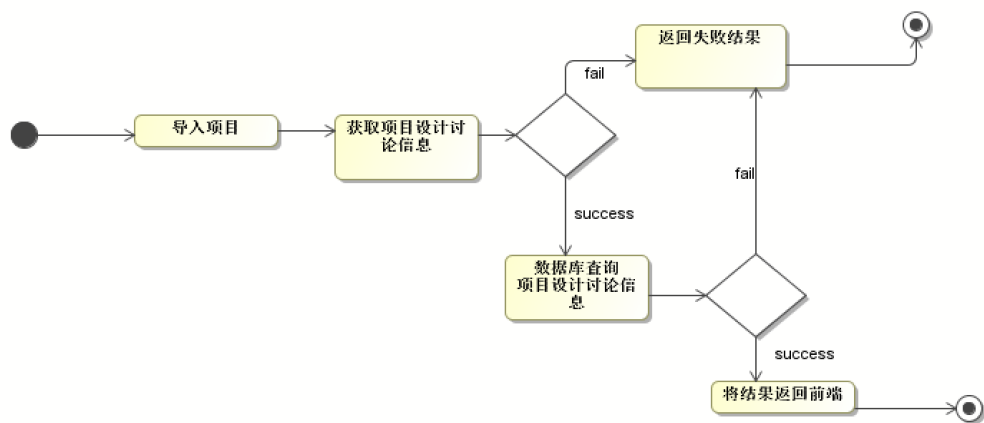 返回失败结果
fail
导入项目
获取项目设计讨
论信息
fail
success
数据库查询
项目设计讨论信
息
success
将结果返回前端